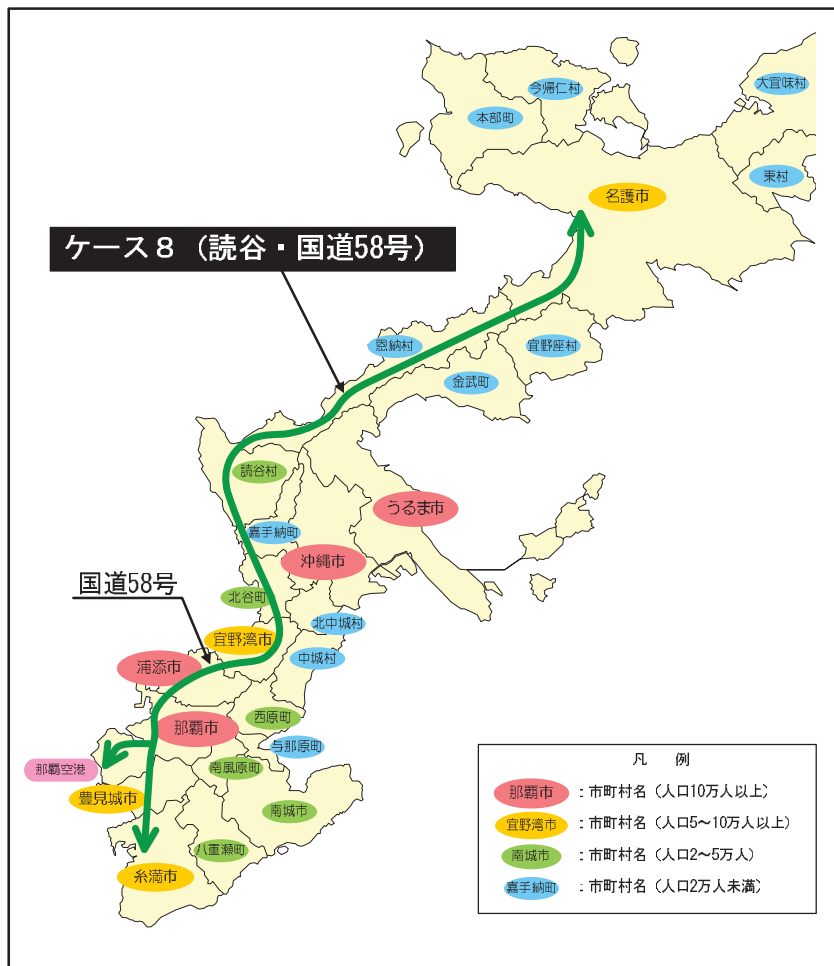 今帰仁村
大宜味村
本部町
東村
名護市
ケース8 (読谷・国道58号)
恩納村
宜野座村
金武町
読谷村
うるま市
嘉手納町
沖縄市
国道58号
北谷町
北中城村
宜野湾市
中城村
浦添市
西原町
那覇市
与那原町
那覇空港
南風原町
豊見城市
南城市
八重瀬町
糸満市
凡 例
那覇市 :市町村名(人口10万人以上)
宜野湾市 :市町村名(人口5~10万人以上)
南城市 :市町村名(人口2~5万人)
嘉手納町 :市町村名(人口2万人未満)